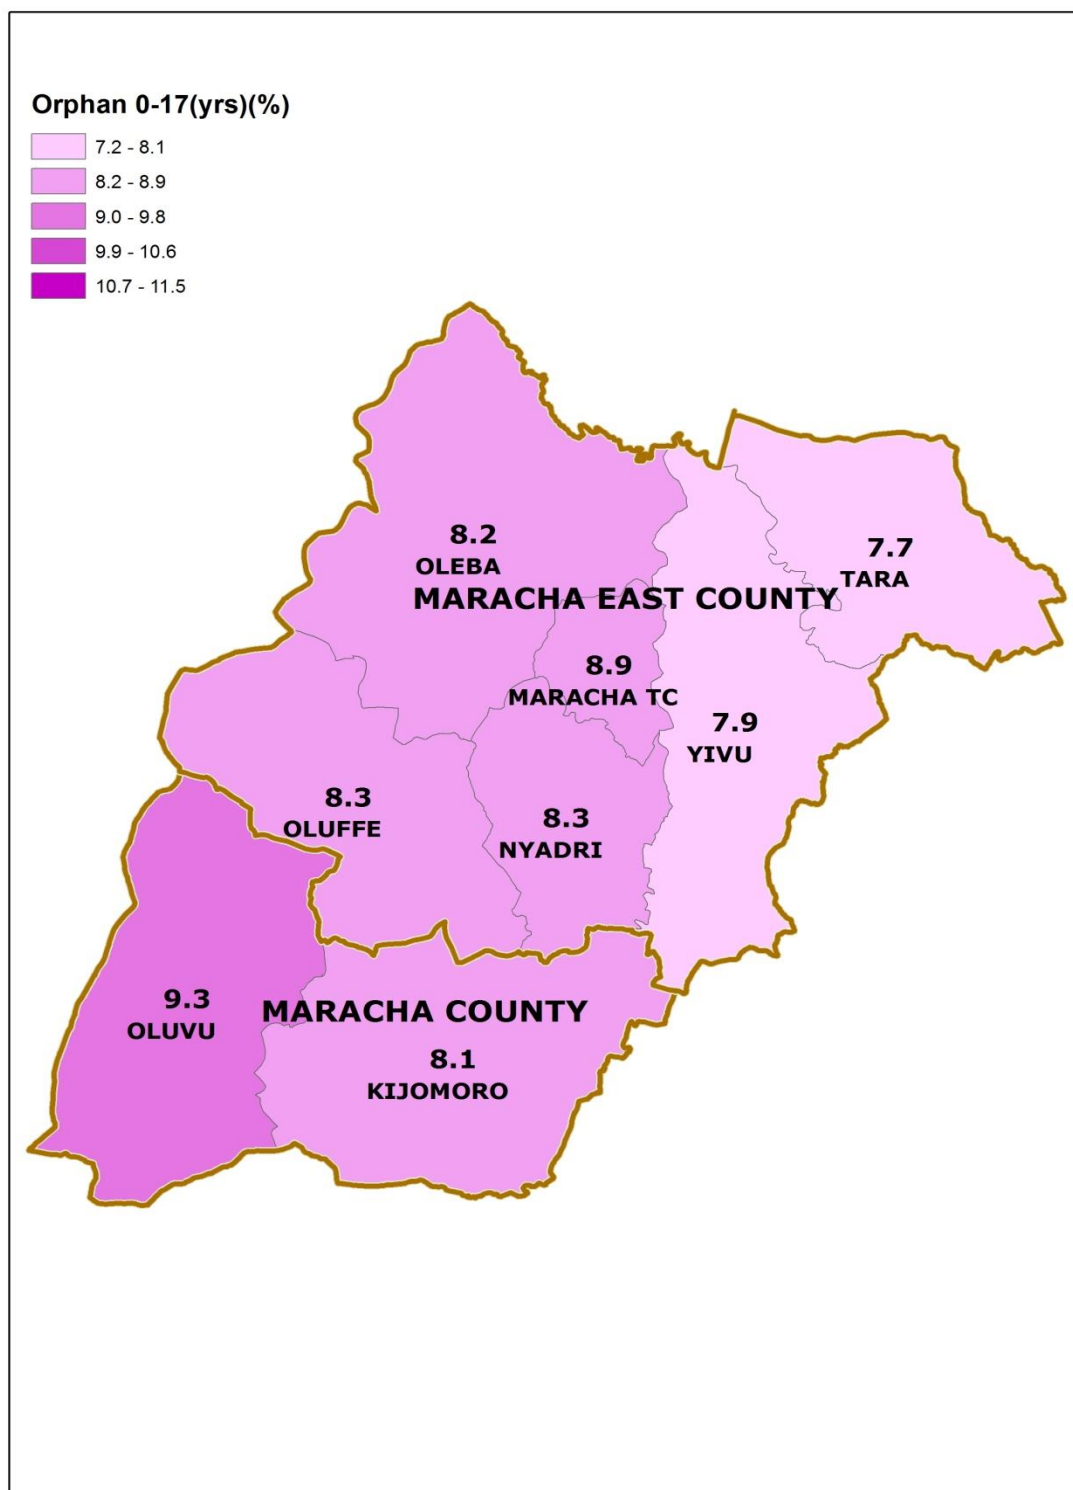 Orphan 0-17(yrs)(%)
7.2 - 8.1
8.2 - 8.9
9.0 - 9.8
9.9 - 10.6
10.7 - 11.5
8.2
OLEBA
7.7
TARA
MARACHA EAST COUNTY
8.9
MARACHA TC
7.9
YIVU
8.3
OLUFFE
8.3
NYADRI
9.3
OLUVU
MARACHA COUNTY
8.1
KIJOMORO